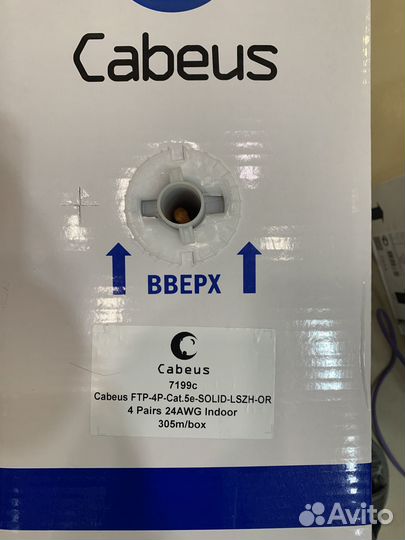 Cabeus
ВВЕРХ
Cabeus
7199c
Cabeus FTP-4P-Cat.5e-SOLID-LSZH-OR
4 Pairs 24AWG Indoor
305m/box
Avito